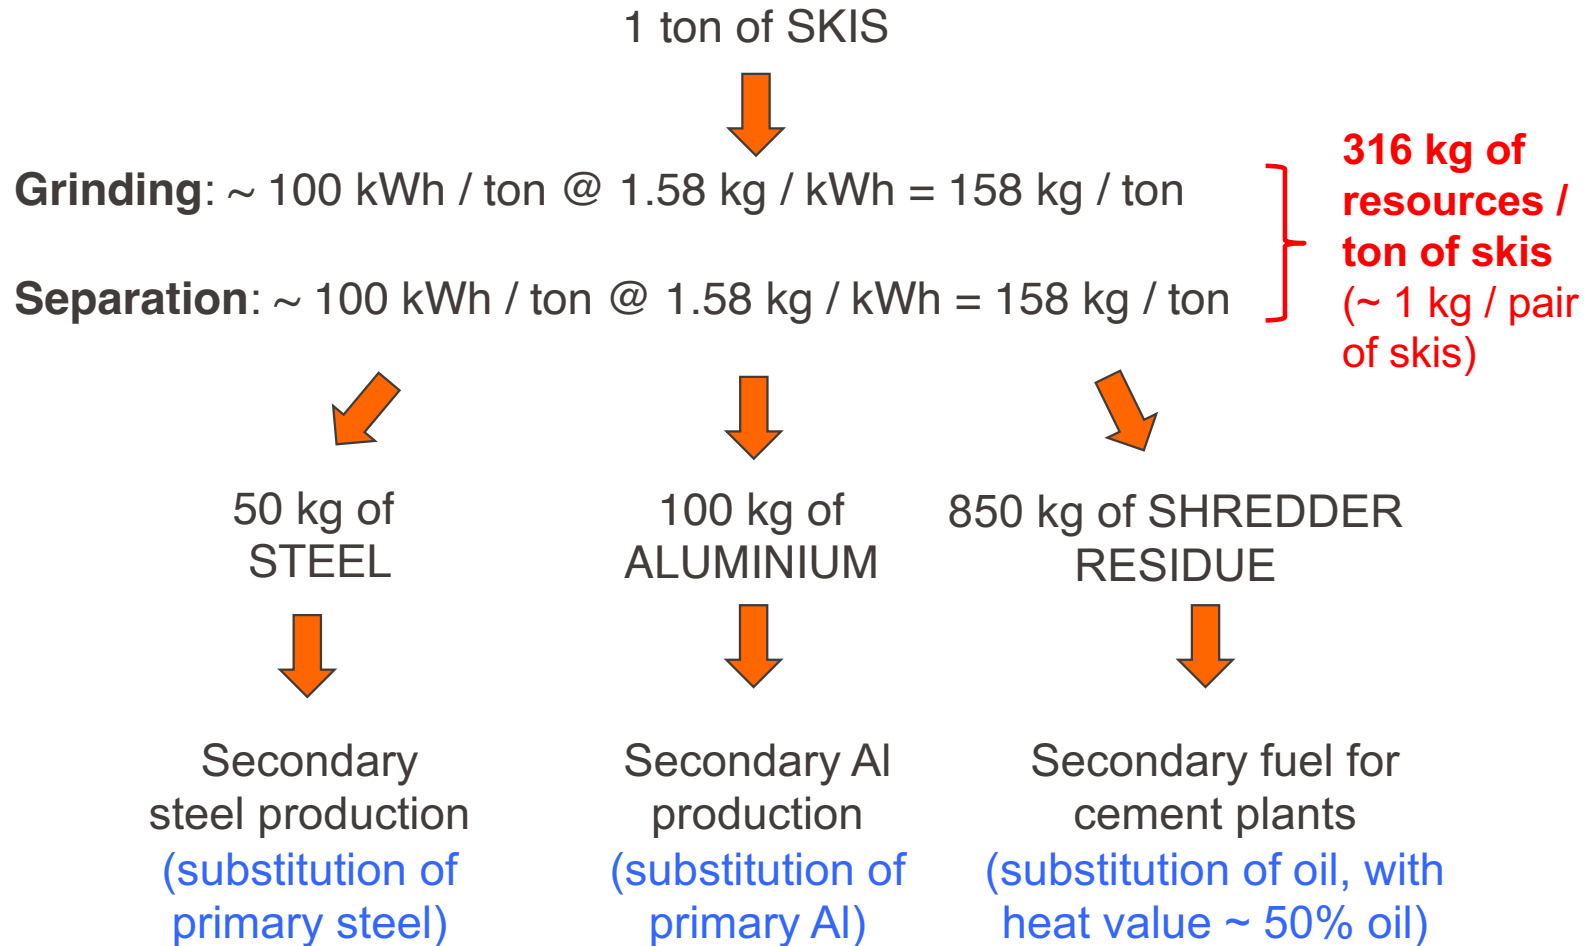 1 ton of SKIS
Grinding: ~ 100 kWh / ton @ 1.58 kg / kWh = 158 kg / ton
Separation: ~ 100 kWh / ton @ 1.58 kg / kWh = 158 kg / ton
316 kg of
resources /
ton of skis
(~ 1 kg / pair
of skis)
50 kg of
STEEL
100 kg of
ALUMINIUM
850 kg of SHREDDER
RESIDUE
Secondary
steel production
(substitution of
primary steel)
Secondary Al
production
(substitution of
primary Al)
Secondary fuel for
cement plants
(substitution of oil, with
heat value ~ 50% oil)